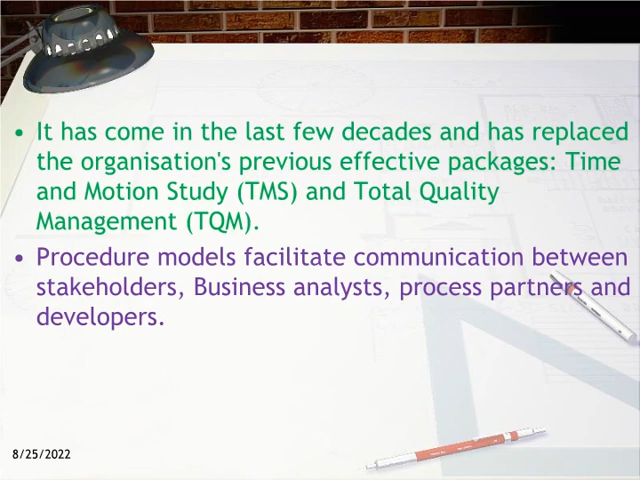 • It has come in the last few decades and has replaced
the organisation's previous effective packages: Time
and Motion Study (TMS) and Total Quality
Management (TQM).
• Procedure models facilitate communication between
stakeholders, Business analysts, process partners and
developers.
8/25/2022